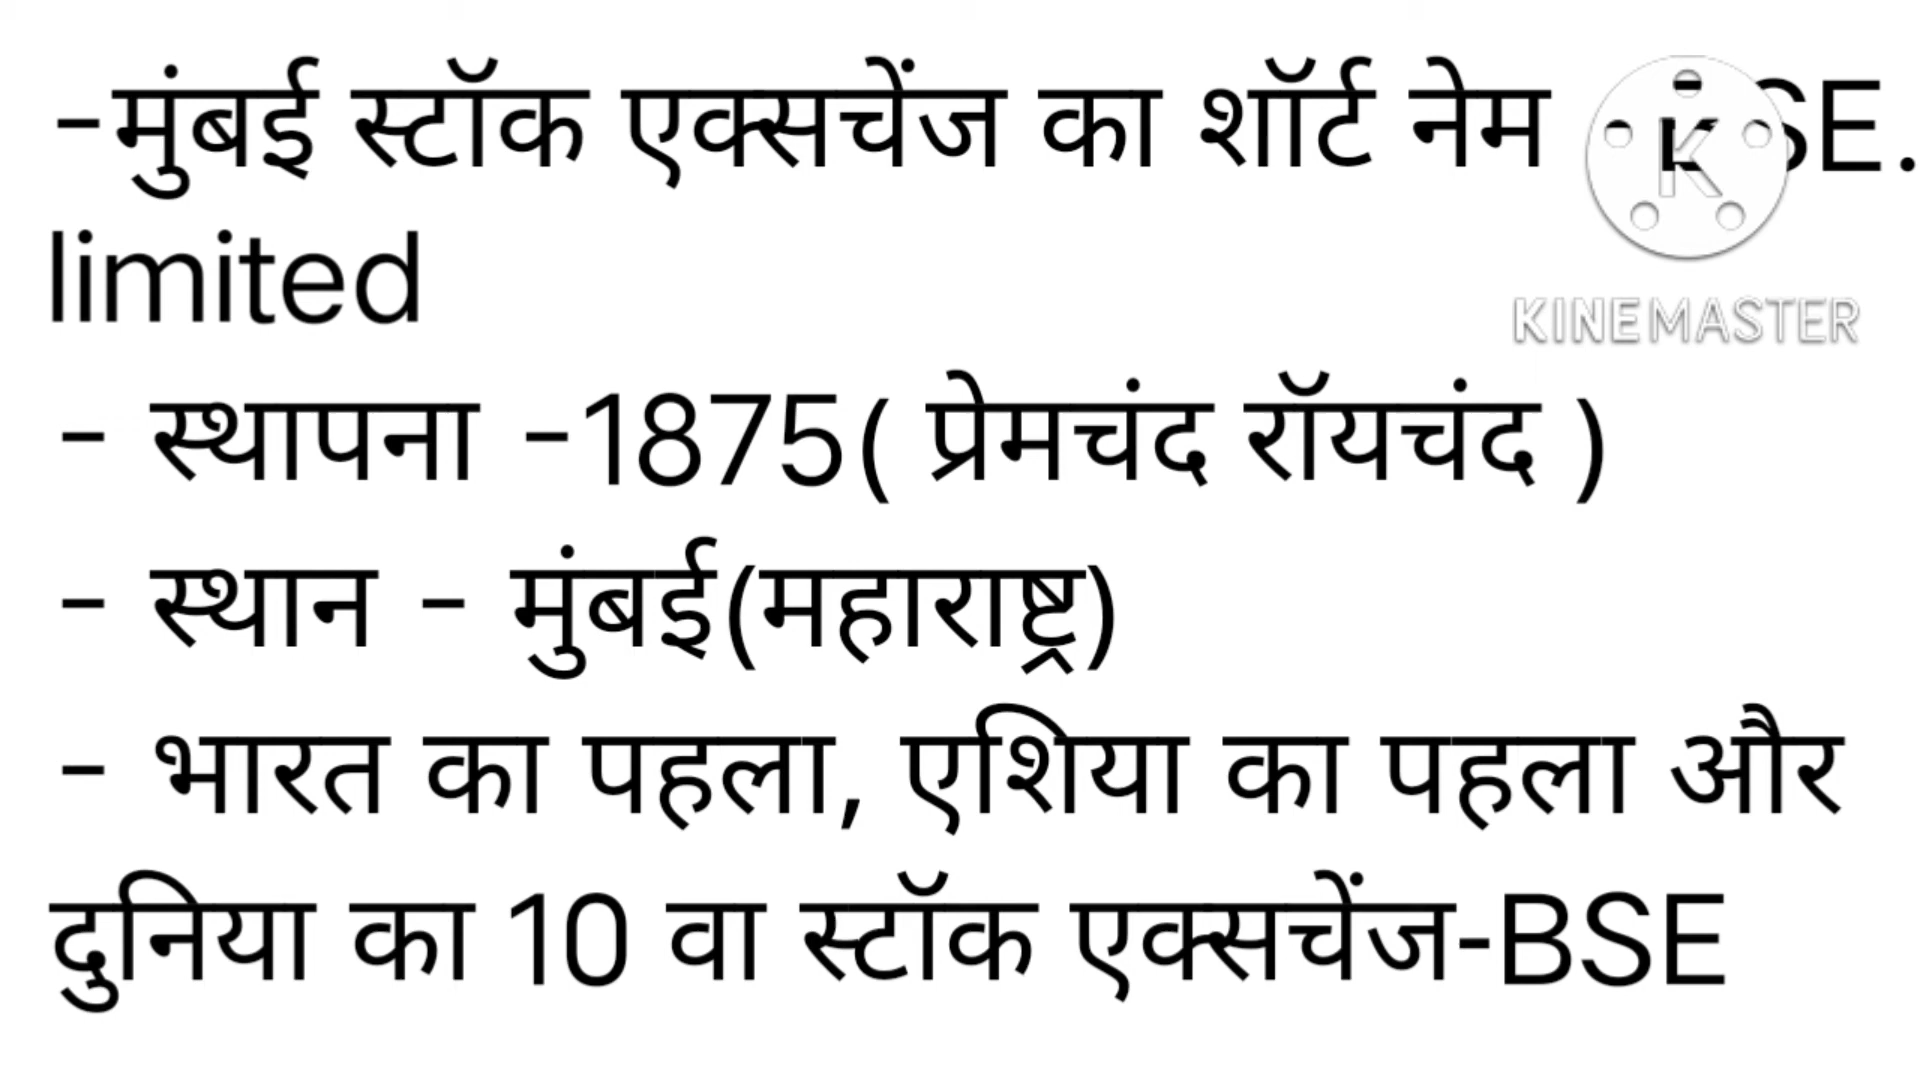 -मुंबई स्टॉक एक्सचेंज का शॉर्ट नेम BSE.
limited
KINEMASTER
- स्थापना -1875( प्रेमचंद रॉयचंद )
- स्थान - मुंबई(महाराष्ट्र)
- भारत का पहला, एशिया का पहला और
दुनिया का 10 वा स्टॉक एक्सचेंज-BSE